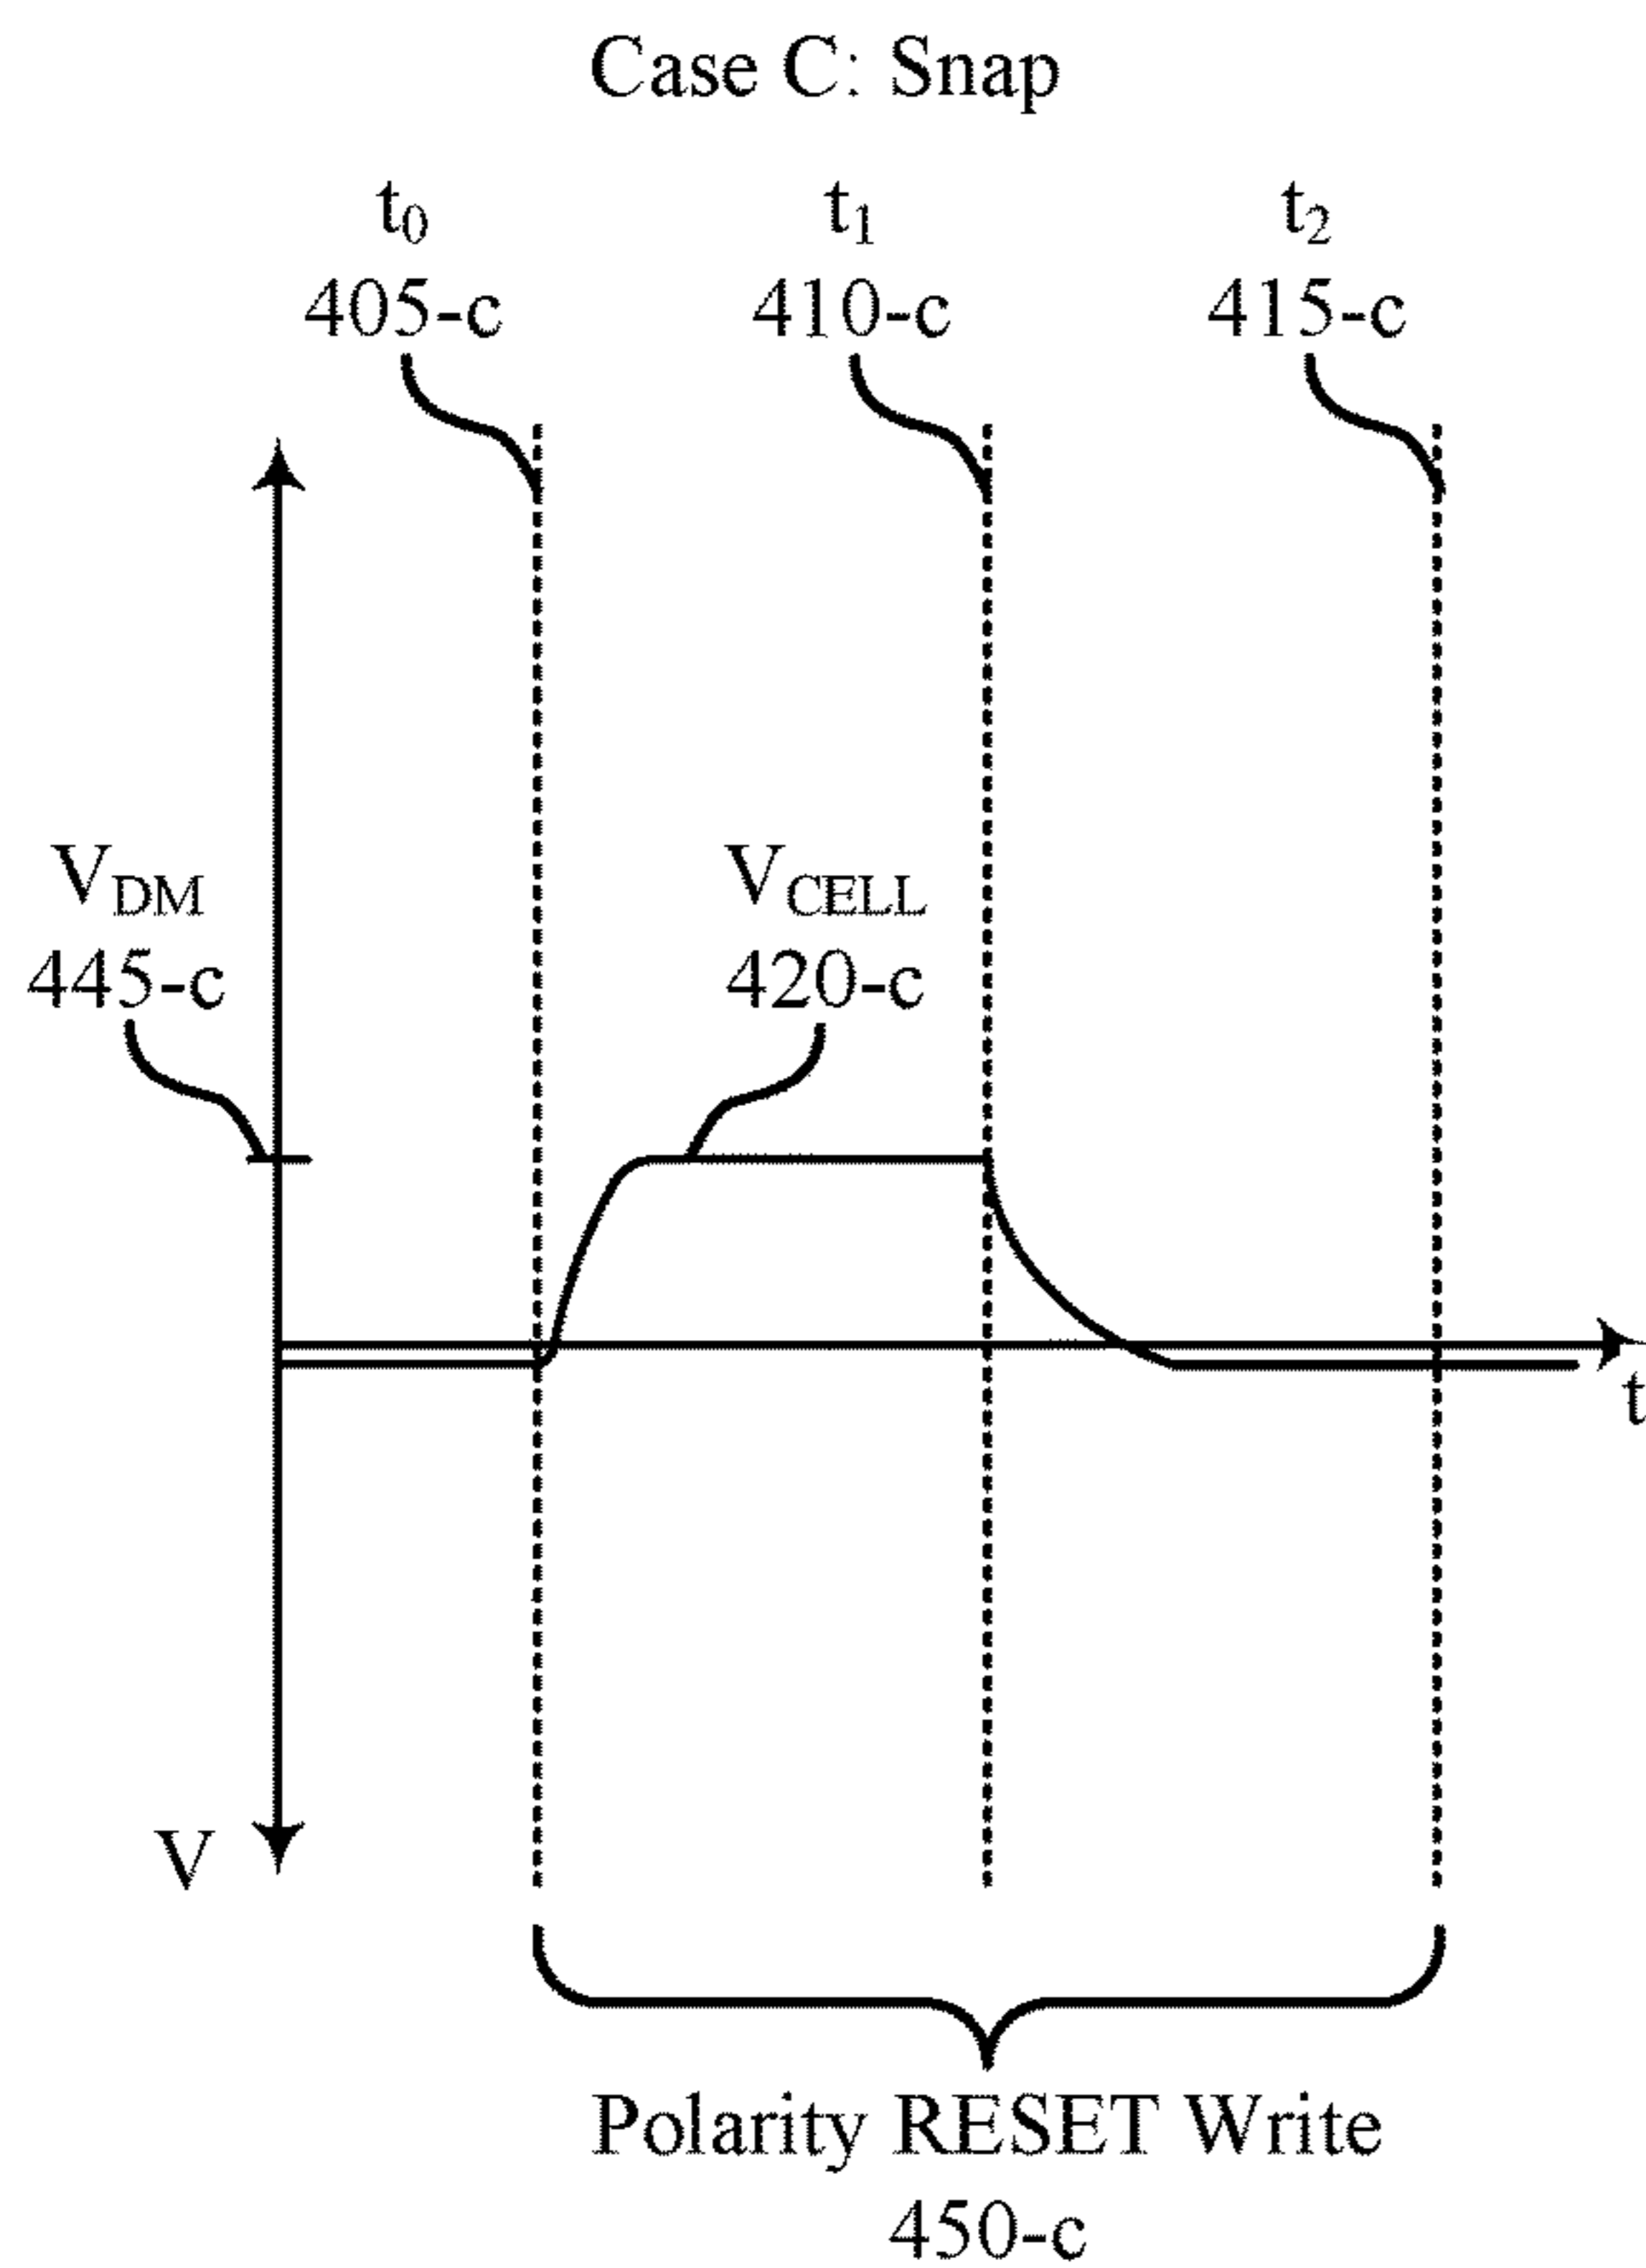 Case C: Snap
t0 t1 t2
405-c 410-c 415-c
VDM VCELL
445-c 420-c
t
V
Polarity RESET Write
450-c